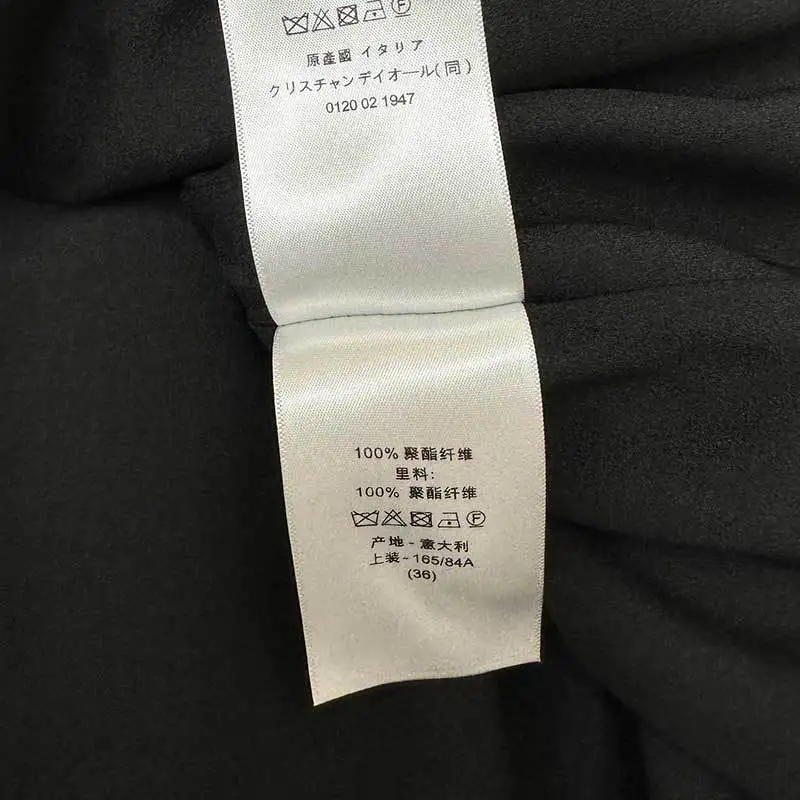 原產國 イタリア
クリスチャンデイオール(同)
0120 02 1947
100% 聚酯纤维
里料:
100% 聚酯纤维
产地-意大利
上装-165/84A
(36)